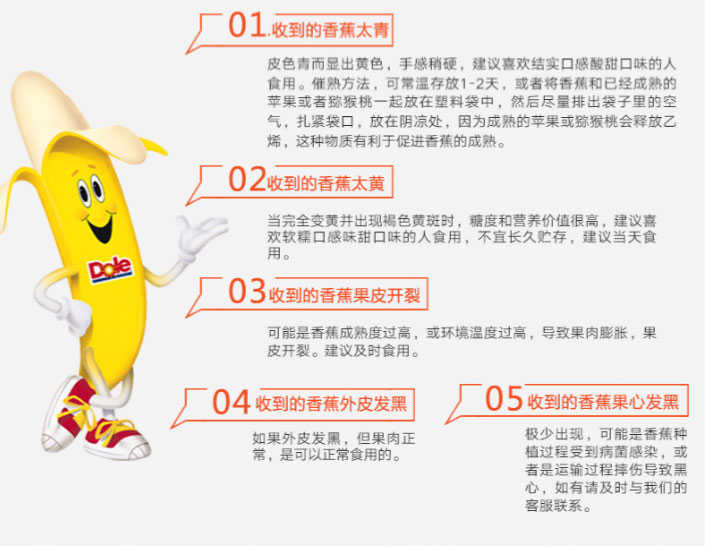 01.收到的香蕉太青
皮色青而显出黄色，手感稍硬，建议喜欢结实口感酸甜口味的人
食用。催熟方法，可常温存放1-2天，或者将香蕉和已经成熟的
苹果或者猕猴桃一起放在塑料袋中，然后尽量排出袋子里的空
气，扎紧袋口，放在阴凉处，因为成熟的苹果或猕猴桃会释放乙
烯，这种物质有利于促进香蕉的成熟。
02收到的香蕉太黄
当完全变黄并出现褐色黄斑时，糖度和营养价值很高，建议喜
欢软糯口感味甜口味的人食用，不宜长久贮存，建议当天食
用。
Dole
03收到的香蕉果皮开裂
可能是香蕉成熟度过高，或环境温度过高，导致果肉膨胀，果
皮开裂。建议及时食用。
04收到的香蕉外皮发黑
如果外皮发黑，但果肉正
常，是可以正常食用的。
05收到的香蕉果心发黑
极少出现，可能是香蕉种
植过程受到病菌感染，或
者是运输过程摔伤导致黑
心，如有请及时与我们的
客服联系。